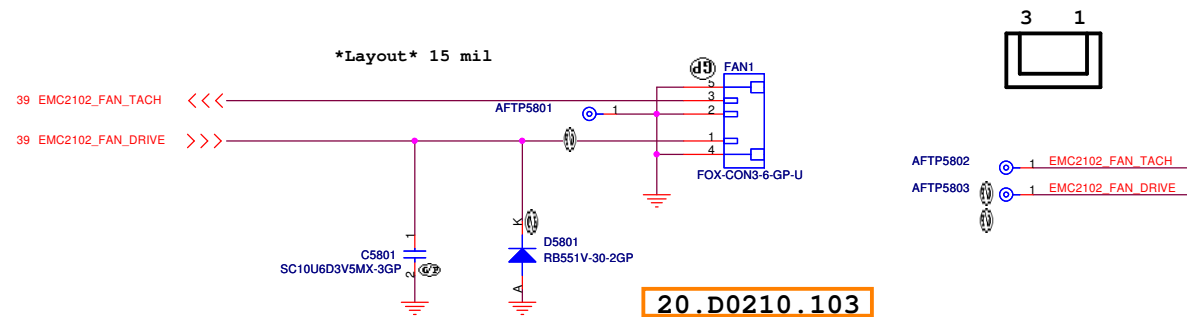 3 1
*Layout* 15 mil
GP
FAN1
5
39 EMC2102_FAN_TACH
3
AFTP5801
1
2
39 EMC2102_FAN_DRIVE
1
4
FOX-CON3-6-GP-U
AFTP5802
1 EMC2102_FAN_TACH
AFTP5803
1 EMC2102_FAN_DRIVE
1
K
C5801
SC10U6D3V5MX-3GP
2
D5801
RB551V-30-2GP
A
20.D0210.103